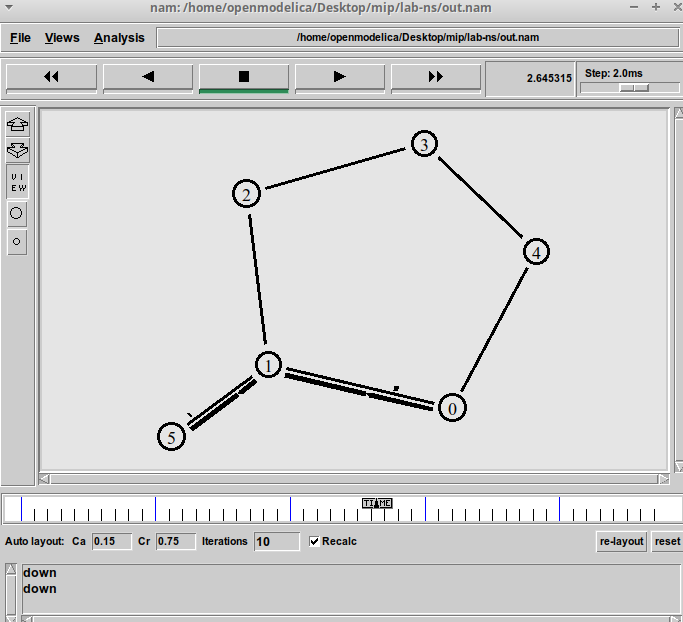 nam: /home/openmodelica/Desktop/mip/lab-ns/out.nam
File Views Analysis /home/openmodelica/Desktop/mip/lab-ns/out.nam
2.645315 Step: 2.0ms
VI
EW
3
2
4
1
0
5
TIME
Auto layout: Ca 0.15 Cr 0.75 Iterations 10 Recalc re-layout reset
down
down